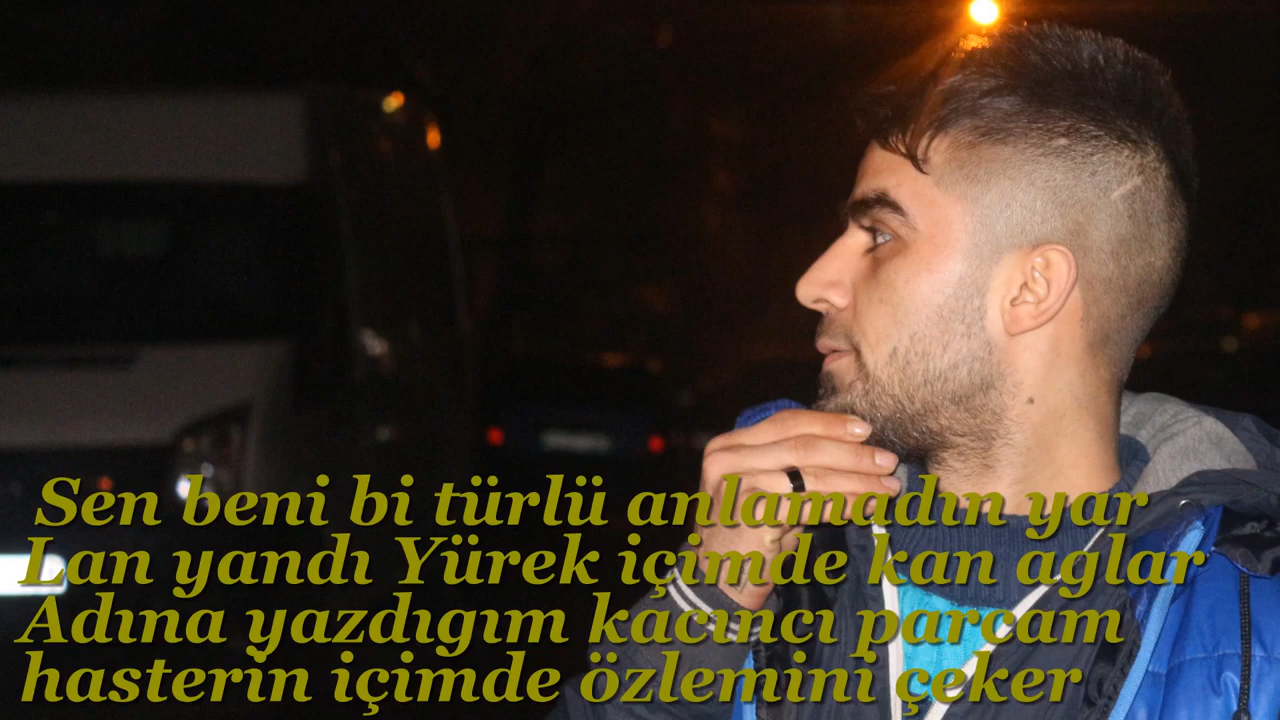 Sen beni bi türlü anlamadın yar
Lan yandı Yürek içimde kan aglar
Adına yazdıgım kacıncı parcam
hasterin içimde özlemini çeker